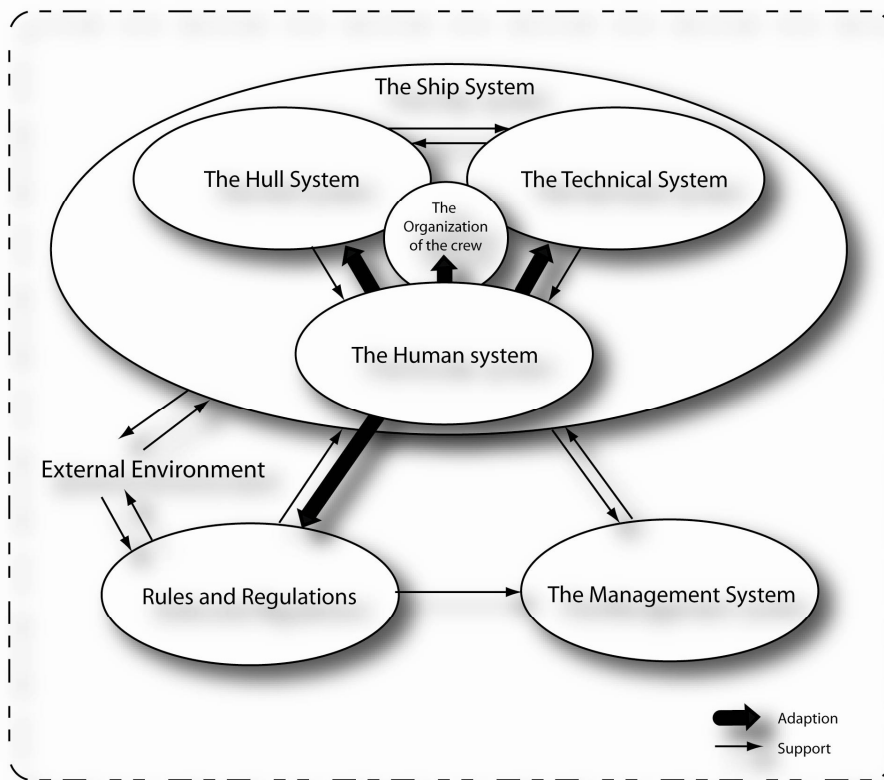 The Ship System
The Hull System
The Technical System
The
Organization
of the crew
The Human system
External Environment
Rules and Regulations
The Management System
Adaption
Support